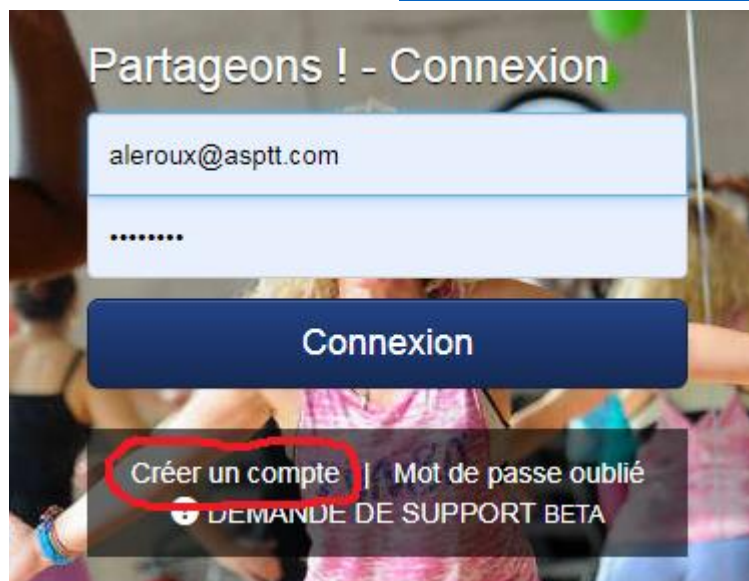 Partageons ! - Connexion
aleroux@asptt.com
••••••••
Connexion
Créer un compte | Mot de passe oublié
DEMANDE DE SUPPORT BETA